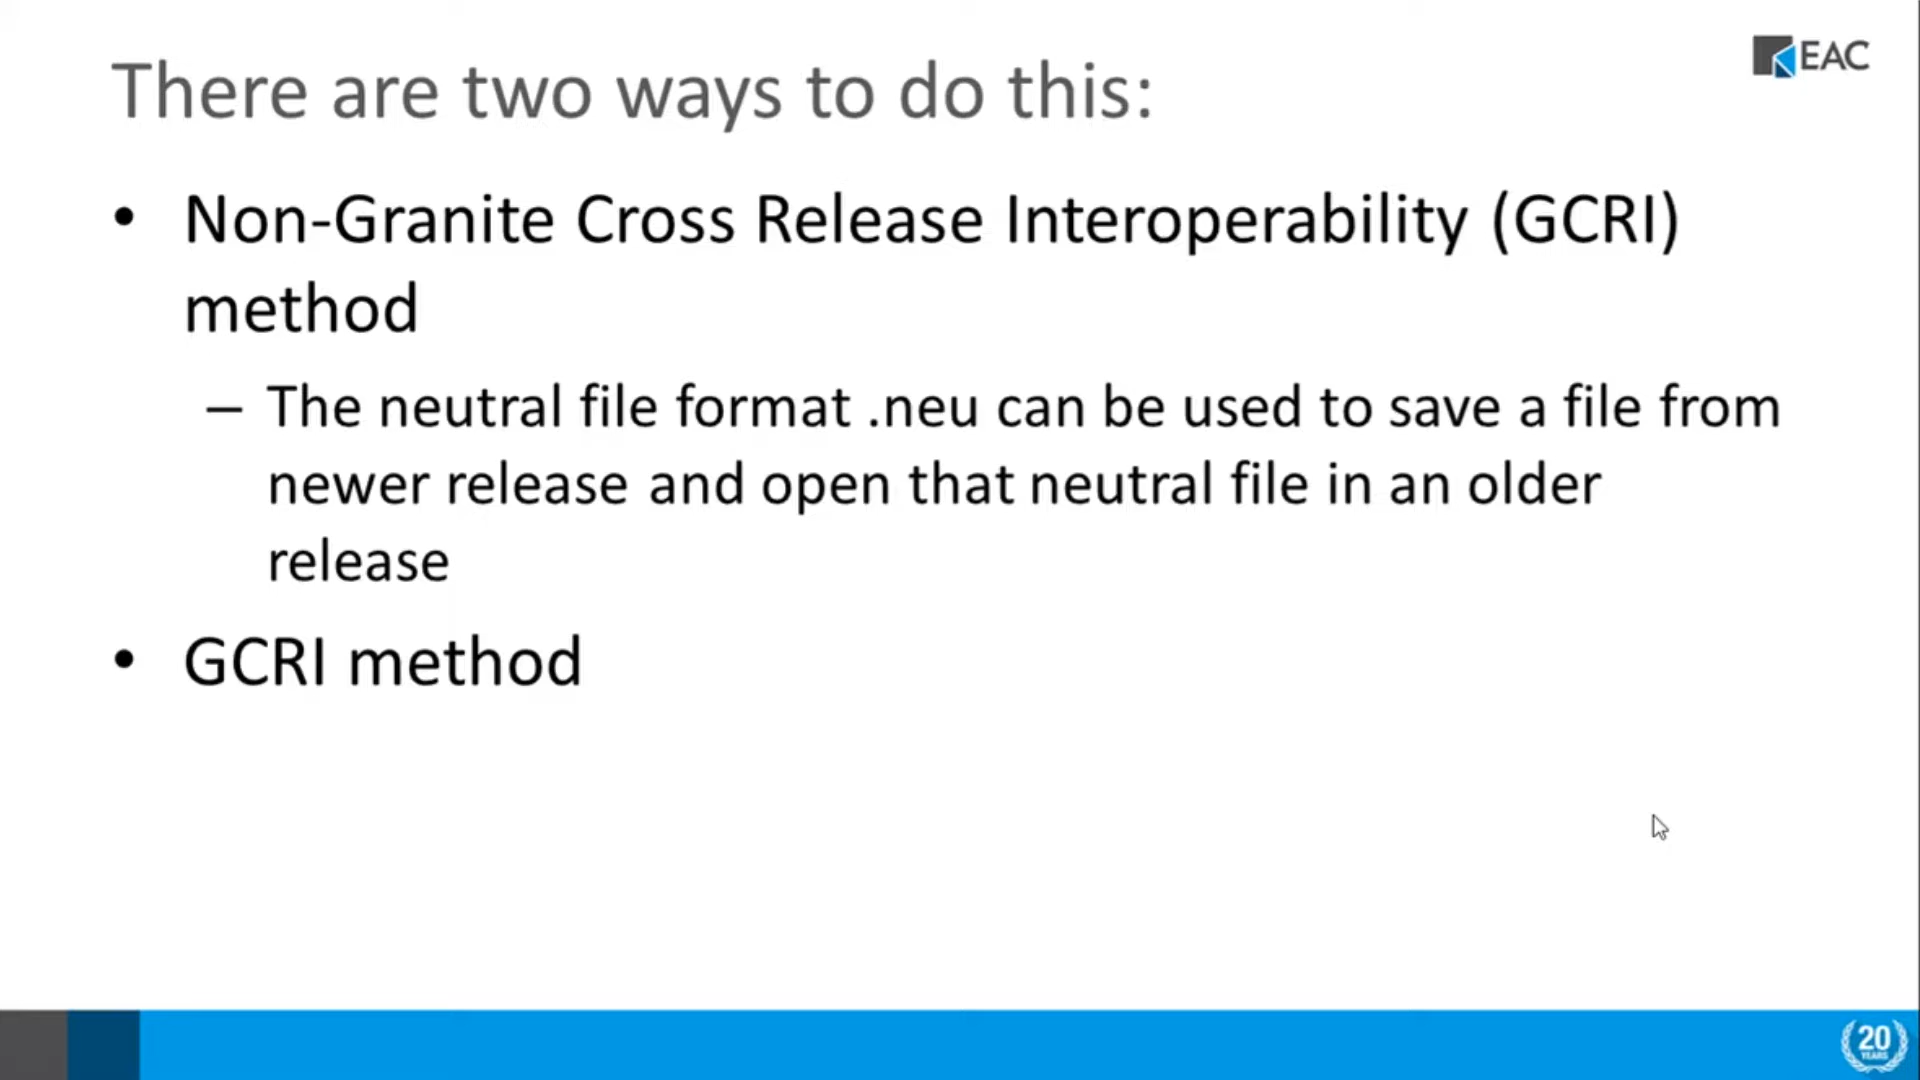 EAC
There are two ways to do this:
• Non-Granite Cross Release Interoperability (GCRI)
method
– The neutral file format .neu can be used to save a file from
newer release and open that neutral file in an older
release
• GCRI method
20
YEARS